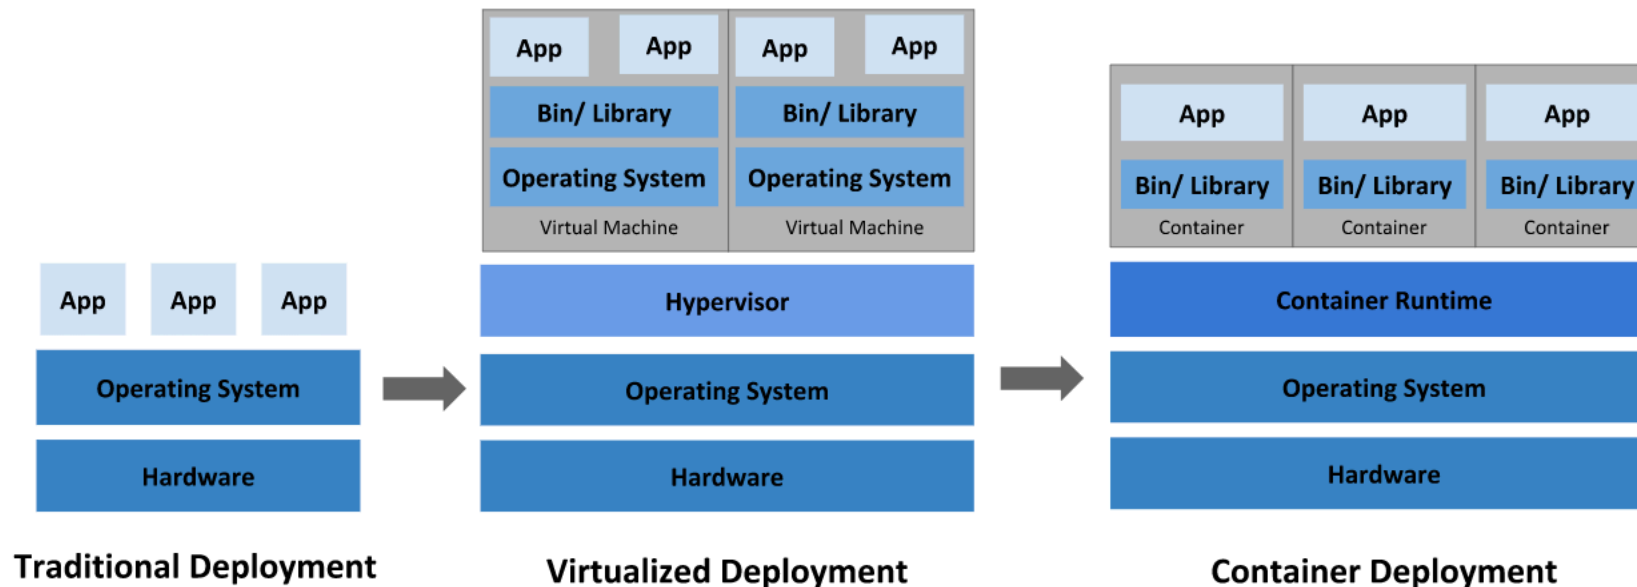 App
App
App
Operating System
Hardware
Traditional Deployment
App
App
App
App
Bin/ Library
Bin/ Library
Operating System
Operating System
Virtual Machine
Virtual Machine
Hypervisor
Operating System
Hardware
Virtualized Deployment
App
App
App
Bin/ Library
Bin/ Library
Bin/ Library
Container
Container
Container
Container Runtime
Operating System
Hardware
Container Deployment